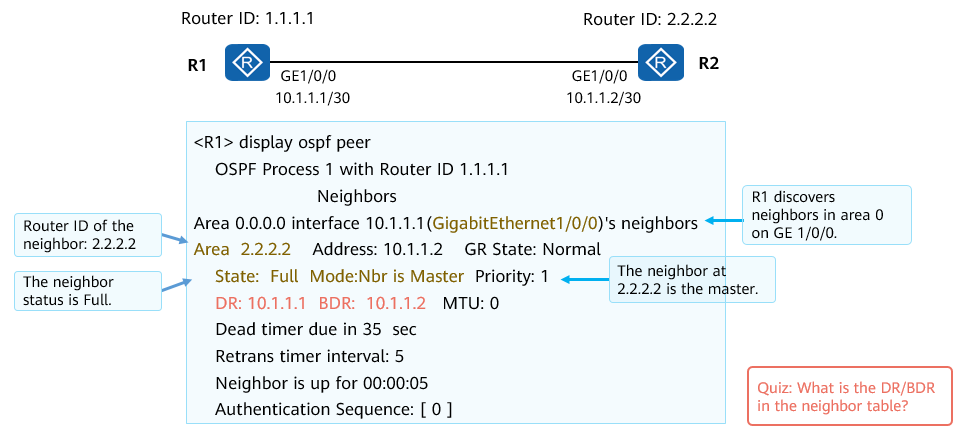 Router ID: 1.1.1.1
Router ID: 2.2.2.2
R1
R
R
R2
GE1/0/0
GE1/0/0
10.1.1.1/30
10.1.1.2/30
<R1> display ospf peer
OSPF Process 1 with Router ID 1.1.1.1
Neighbors
Area 0.0.0.0 interface 10.1.1.1(GigabitEthernet1/0/0)'s neighbors
Area 2.2.2.2 Address: 10.1.1.2 GR State: Normal
State: Full Mode:Nbr is Master Priority: 1
DR: 10.1.1.1 BDR: 10.1.1.2 MTU: 0
Dead timer due in 35 sec
Retrans timer interval: 5
Neighbor is up for 00:00:05
Authentication Sequence: [ 0 ]
Router ID of the
neighbor: 2.2.2.2
The neighbor
status is Full.
R1 discovers
neighbors in area 0
on GE 1/0/0.
The neighbor at
2.2.2.2 is the master.
Quiz: What is the DR/BDR
in the neighbor table?